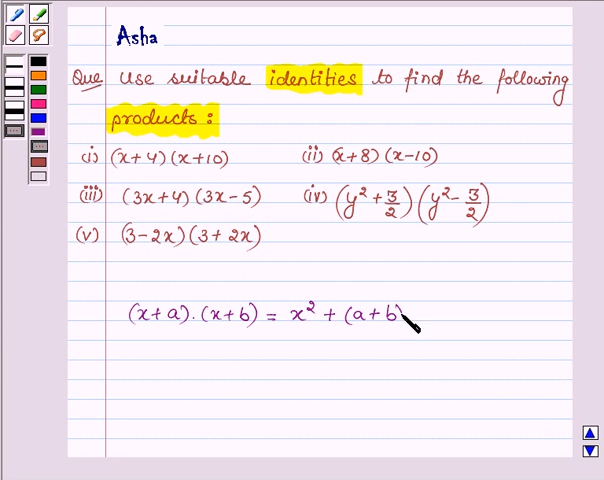 Asha
Que Use suitable identities to find the following
products :
(i) (x+4)(x+10) (ii) (x+8)(x-10)
(iii) (3x+4)(3x-5) (iv) (y² + 3/2)(y² - 3/2)
(v) (3-2x)(3+2x)
(x+a).(x+b) = x² + (a+b)